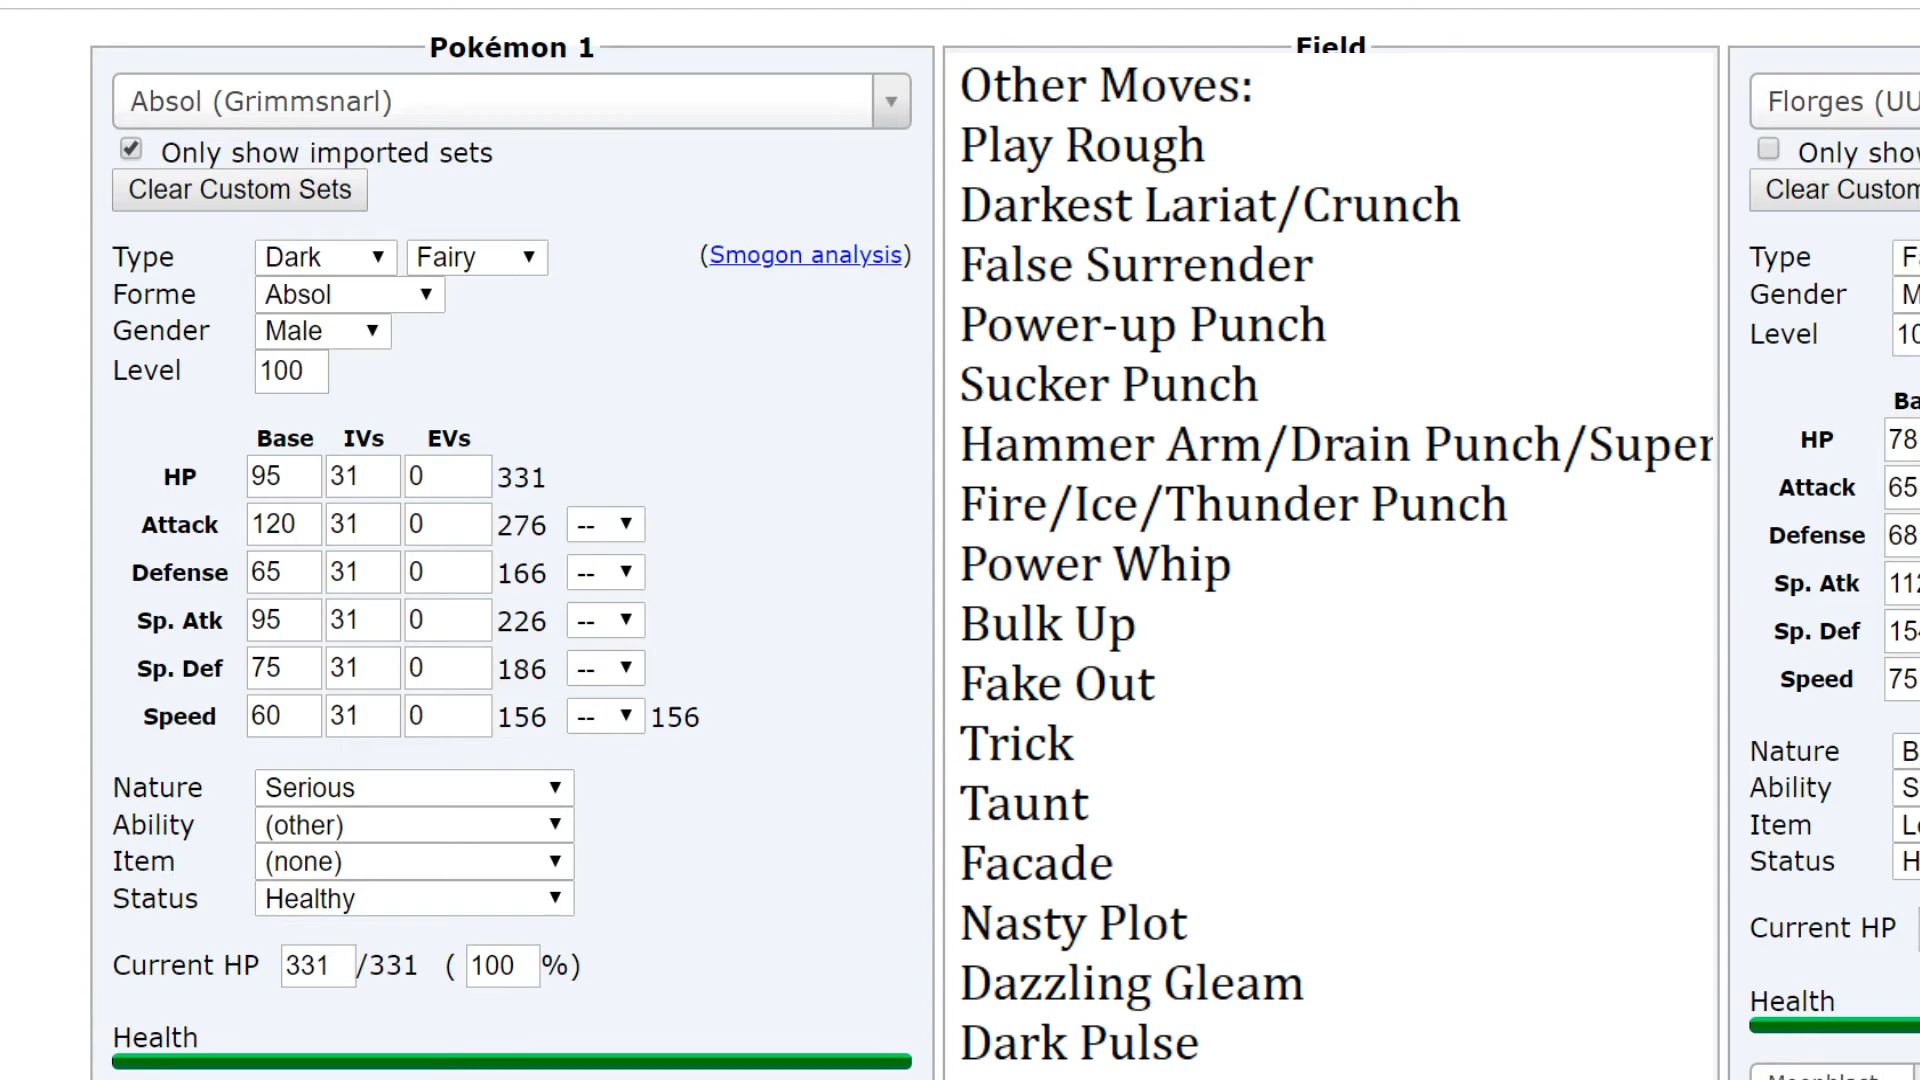 Pokémon 1
Absol (Grimmsnarl)
Only show imported sets
Clear Custom Sets
Type Dark Fairy (Smogon analysis)
Forme Absol
Gender Male
Level 100
Base IVs EVs
HP 95 31 0 331
Attack 120 31 0 276 --
Defense 65 31 0 166 --
Sp. Atk 95 31 0 226 --
Sp. Def 75 31 0 186 --
Speed 60 31 0 156 -- 156
Nature Serious
Ability (other)
Item (none)
Status Healthy
Current HP 331/331 ( 100 %)
Health
Field
Other Moves:
Play Rough
Darkest Lariat/Crunch
False Surrender
Power-up Punch
Sucker Punch
Hammer Arm/Drain Punch/Super
Fire/Ice/Thunder Punch
Power Whip
Bulk Up
Fake Out
Trick
Taunt
Facade
Nasty Plot
Dazzling Gleam
Dark Pulse
Florges (UU
Only
Clear
Type
Gender
Level
HP 78
Attack 65
Defense 68
Sp. Atk 112
Sp. Def
Speed 75
Nature
Ability
Item
Status
Current HP
Health